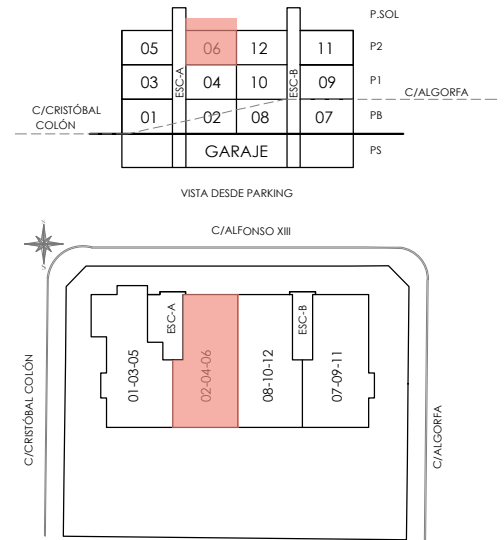 P.SOL
05 06 12 11 P2
ESC-A
ESC-B
03 04 10 09 P1
C/ALGORFA
C/CRISTÓBAL
COLÓN
01 02 08 07 PB
GARAJE PS
VISTA DESDE PARKING
C/ALFONSO XIII
ESC-A
ESC-B
01-03-05
02-04-06
08-10-12
07-09-11
C/CRISTÓBAL COLÓN
C/ALGORFA